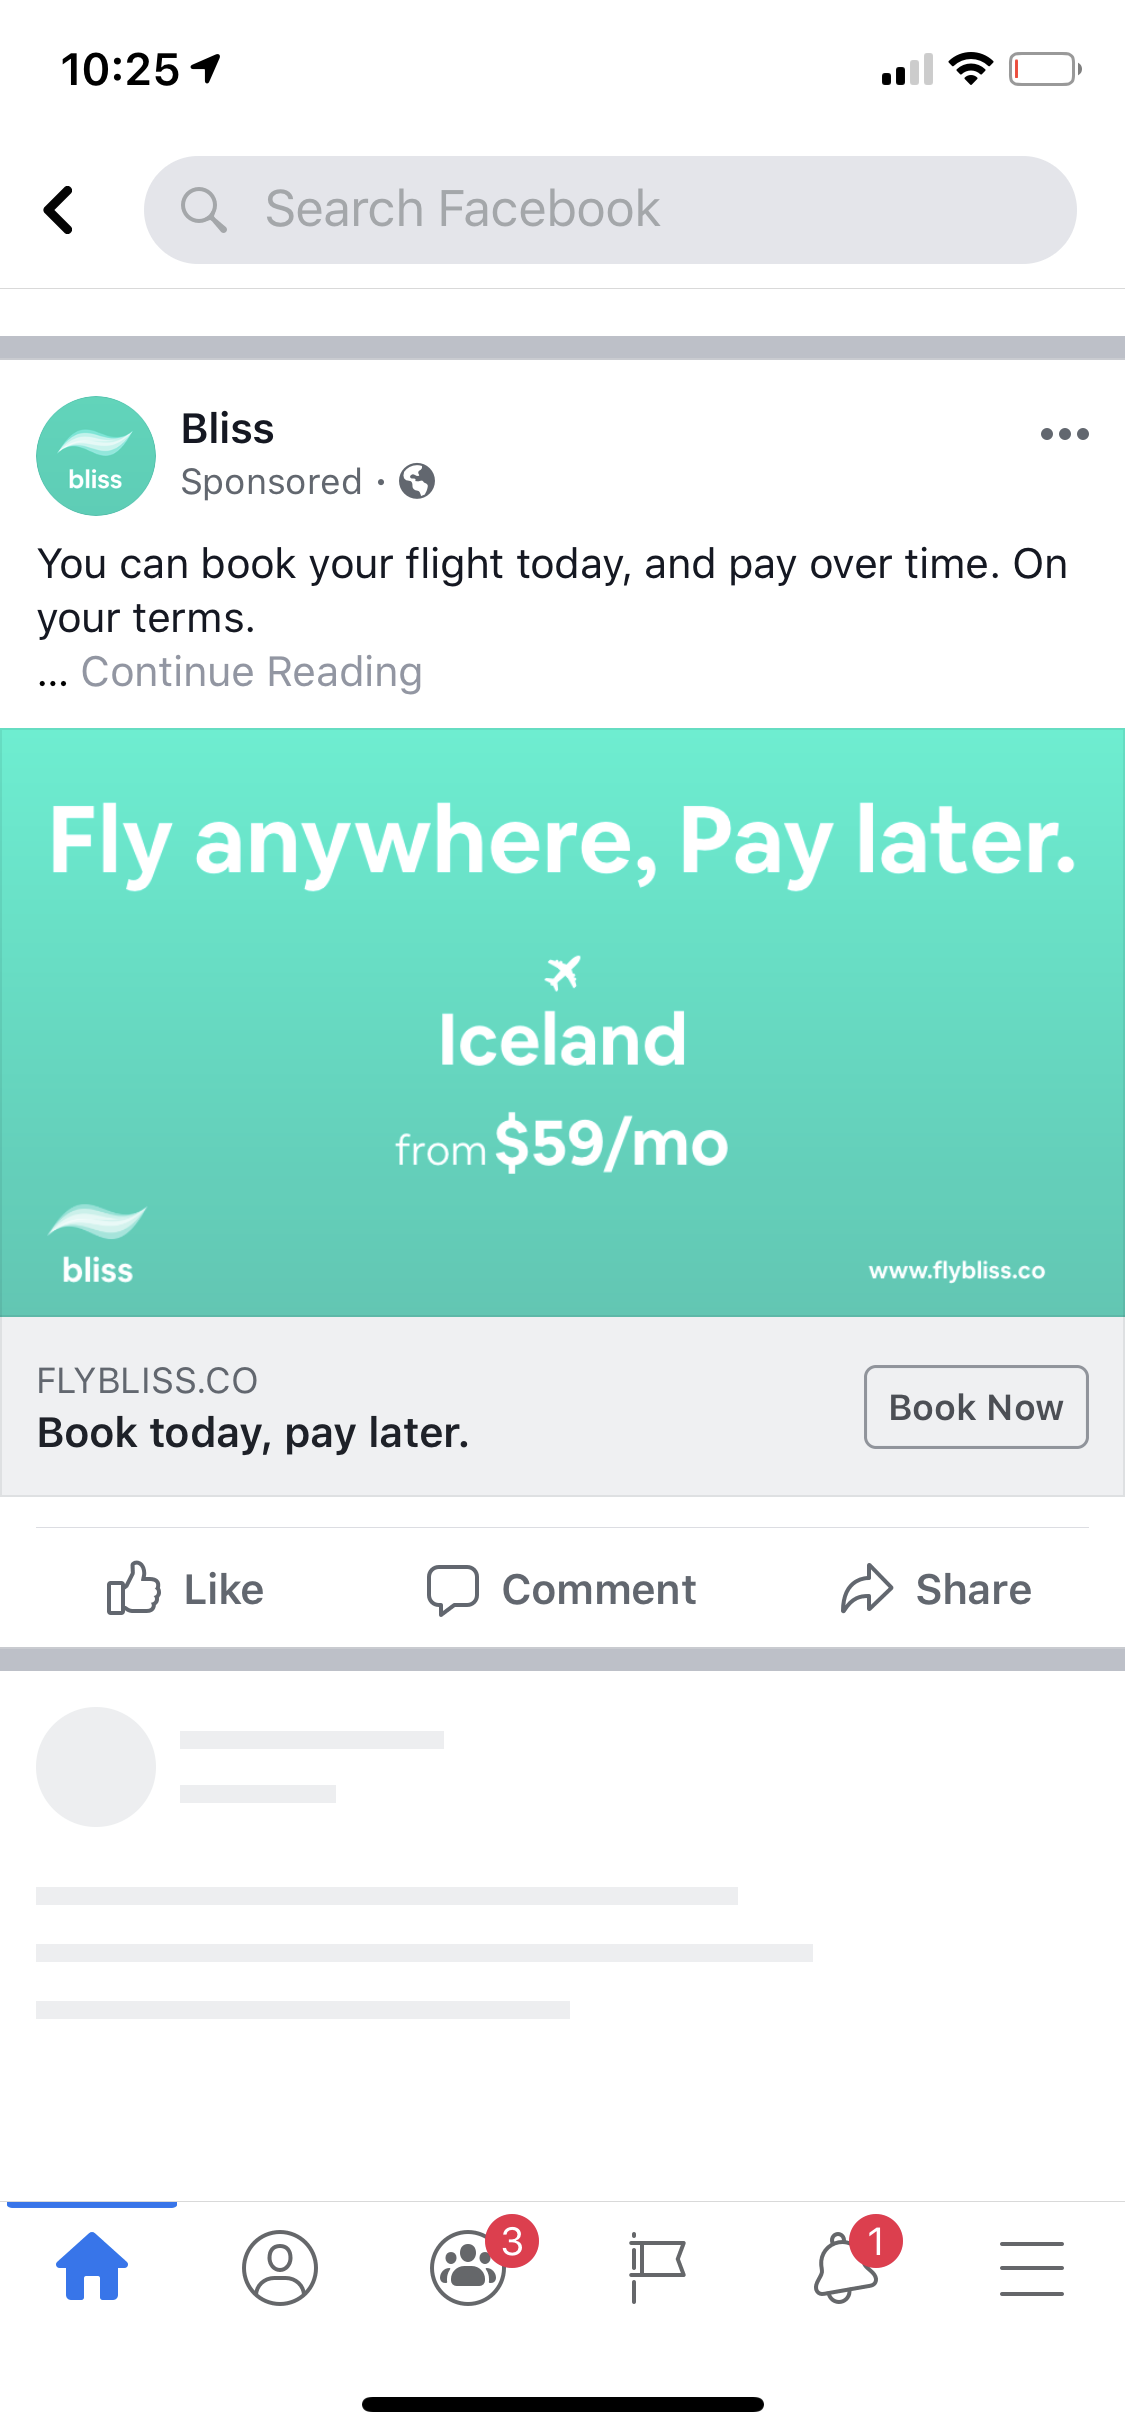 10:25
Search Facebook
bliss
Bliss
Sponsored ·
You can book your flight today, and pay over time. On
your terms.
... Continue Reading
Fly anywhere, Pay later.
Iceland
from $59/mo
bliss
www.flybliss.co
FLYBLISS.CO
Book today, pay later.
Book Now
Like
Comment
Share
3
1